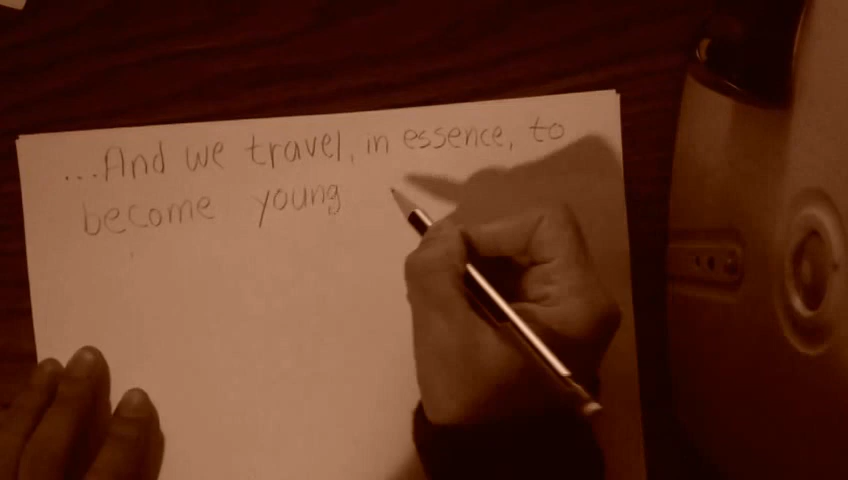 ...And we travel, in essence, to
become young